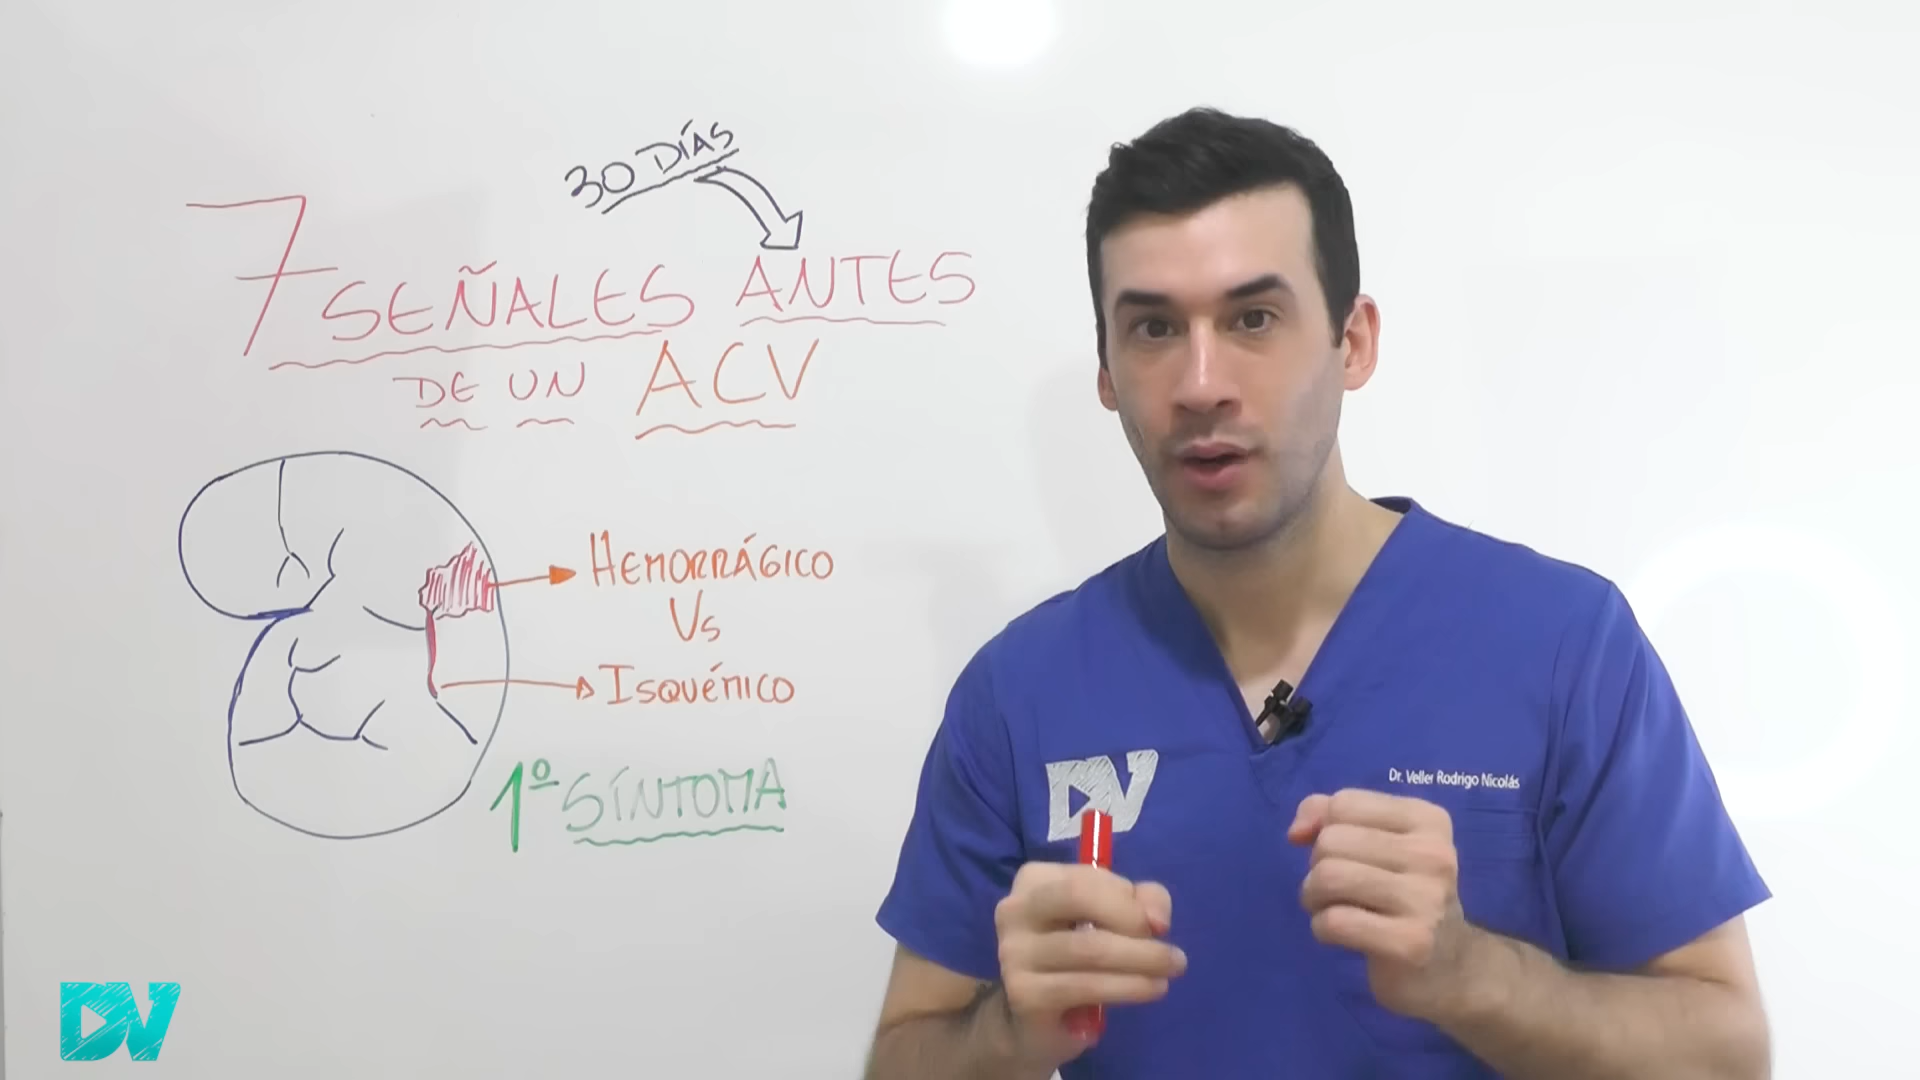 30 DÍAS
7 SEÑALES ANTES
DE UN ACV
HEMORRÁGICO
Vs
ISQUÉMICO
1º SÍNTOMA
DV
Dr. Veller Rodrigo Nicolás
DV